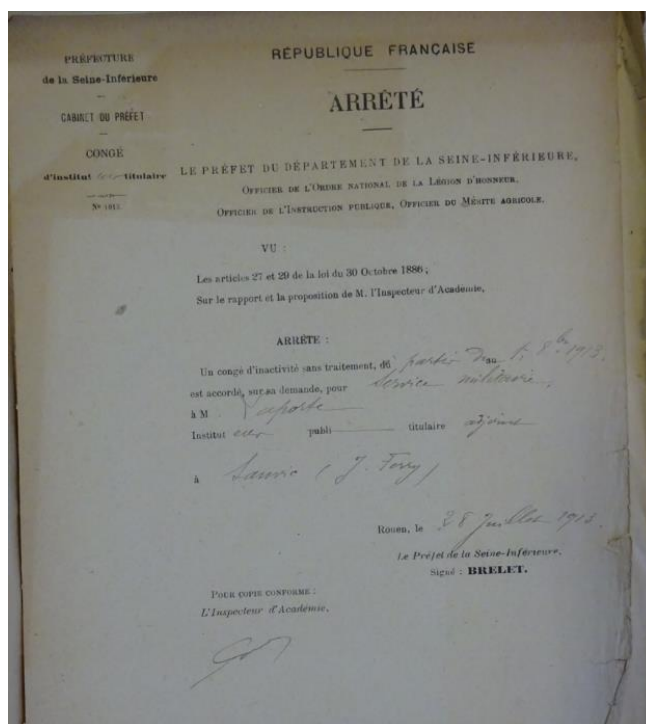 PRÉFECTURE
de la Seine-Inférieure
CABINET DU PRÉFET
CONGÉ
d'institut eur titulaire
RÉPUBLIQUE FRANÇAISE
ARRÊTÉ
LE PRÉFET DU DÉPARTEMENT DE LA SEINE-INFÉRIEURE,
OFFICIER DE L'ORDRE NATIONAL DE LA LÉGION D'HONNEUR,
OFFICIER DE L'INSTRUCTION PUBLIQUE, OFFICIER DU MÉRITE AGRICOLE,
VU :
Les articles 27 et 29 de la loi du 30 Octobre 1886 ;
Sur le rapport et la proposition de M. l'Inspecteur d'Académie,
ARRÊTE :
Un congé d'inactivité sans traitement, partir du 1. 8bre 1913.
est accordé, sur sa demande, pour Service militaire,
à M Laporte
Institut eur publi titulaire adjoint
à Sanvic (J. Ferry)
Rouen, le 28 Juillet 1913.
Le Préfet de la Seine-Inférieure,
Signé : BRELET.
POUR COPIE CONFORME :
L'Inspecteur d'Académie,